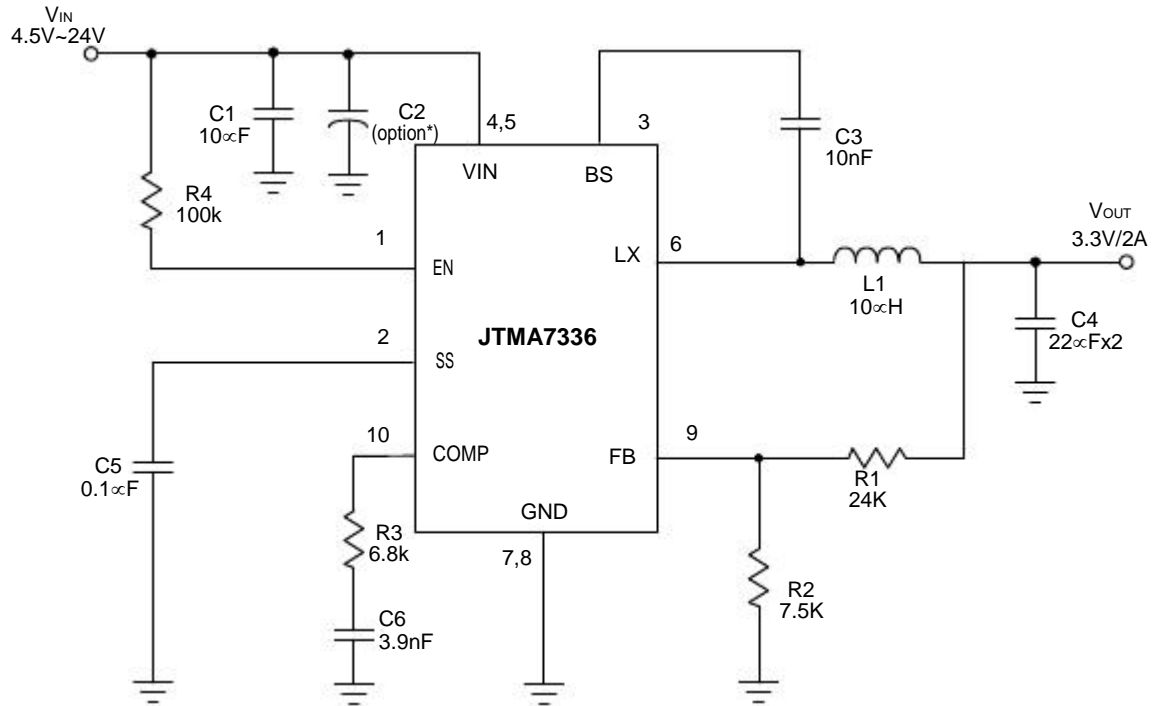 VIN
4.5V~24V
C1
10∝F
C2
(option*)
4,5
3
C3
10nF
VIN
BS
R4
100k
1
EN
LX
6
VOUT
3.3V/2A
L1
10∝H
C4
22∝Fx2
2
SS
JTMA7336
10
COMP
FB
9
C5
0.1∝F
R1
24K
GND
R3
6.8k
7,8
R2
7.5K
C6
3.9nF